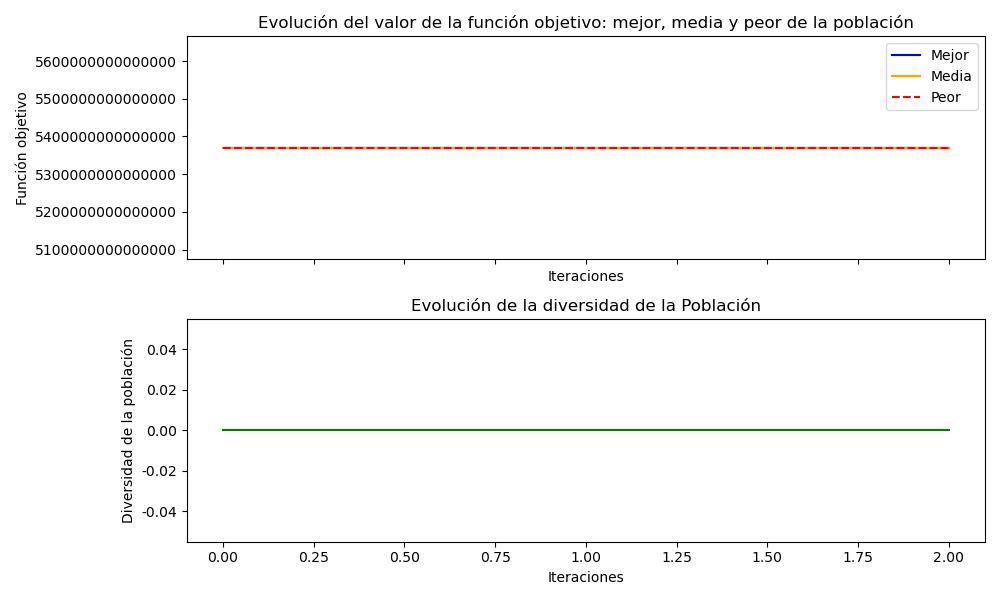 Evolución del valor de la función objetivo: mejor, media y peor de la población
Función objetivo
5600000000000000
5500000000000000
5400000000000000
5300000000000000
5200000000000000
5100000000000000
Mejor
Media
Peor
Iteraciones
Evolución de la diversidad de la Población
Diversidad de la población
0.04
0.02
0.00
-0.02
-0.04
0.00 0.25 0.50 0.75 1.00 1.25 1.50 1.75 2.00
Iteraciones